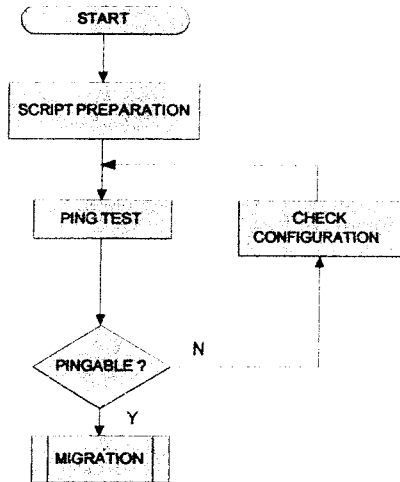 START
SCRIPT PREPARATION
PING TEST
CHECK
CONFIGURATION
PINGABLE ?
N
Y
MIGRATION